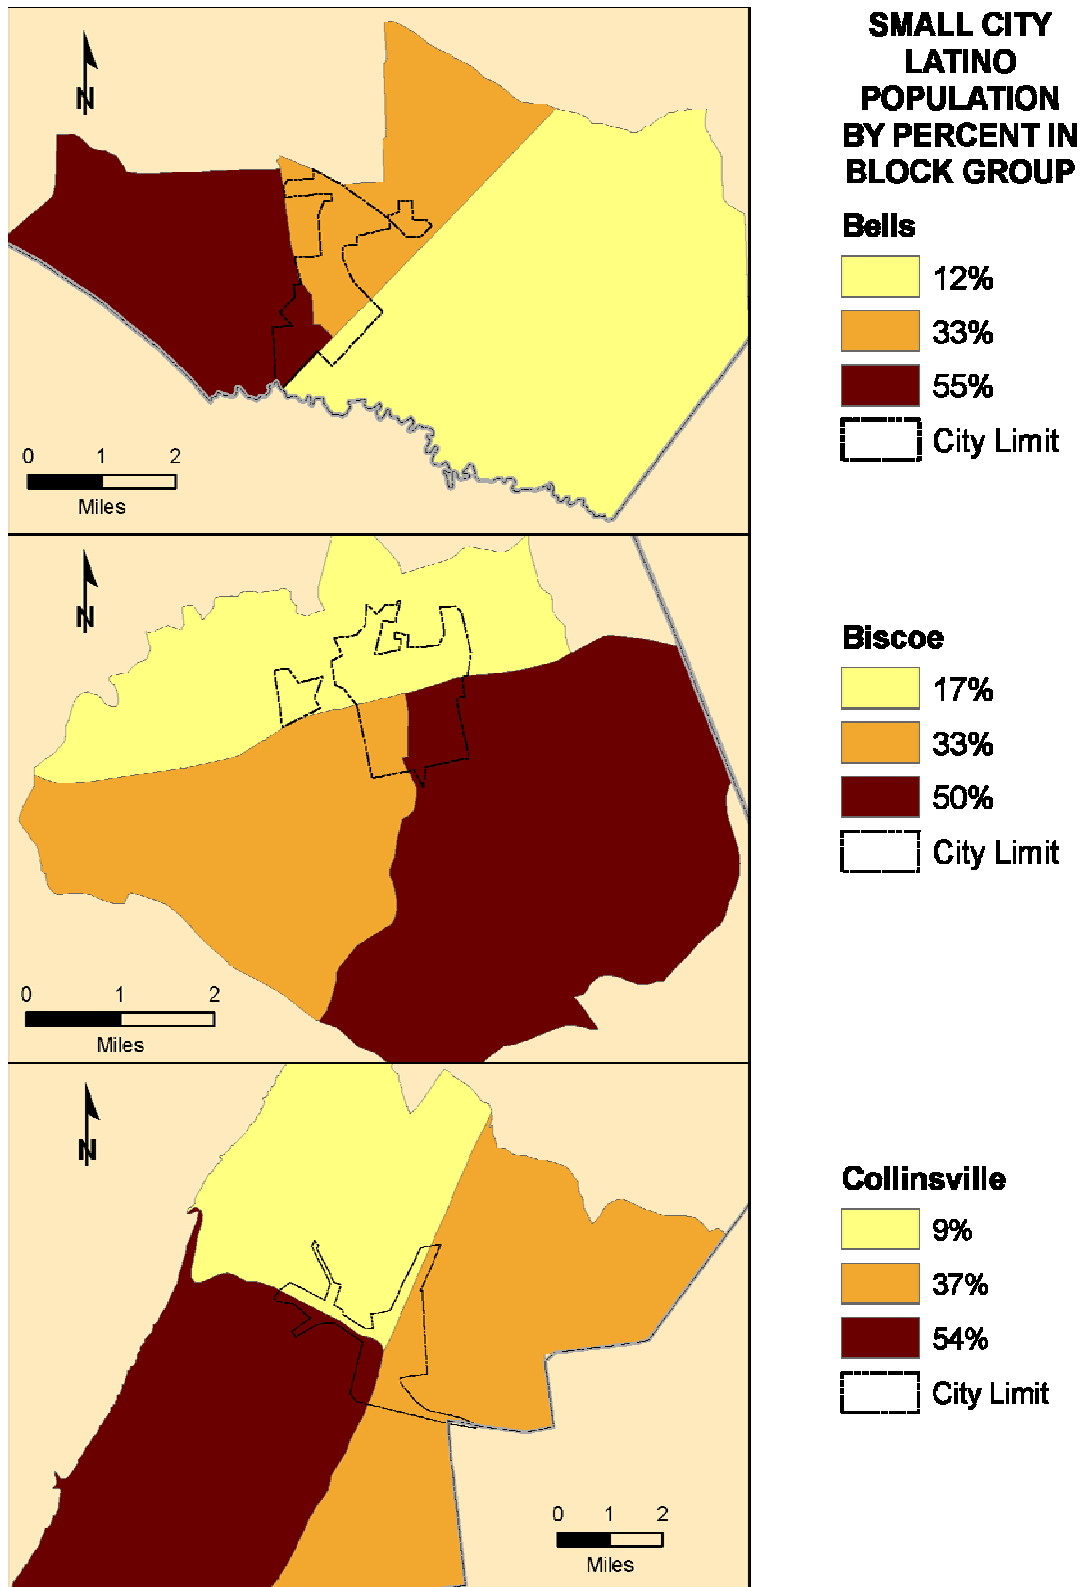 SMALL CITY
LATINO
POPULATION
BY PERCENT IN
BLOCK GROUP
N
0 1 2
Miles
Bells
12%
33%
55%
City Limit
N
0 1 2
Miles
Biscoe
17%
33%
50%
City Limit
N
0 1 2
Miles
Collinsville
9%
37%
54%
City Limit